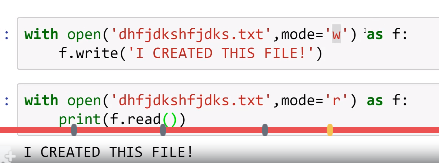 : with open('dhfjdkshfjdks.txt',mode='w') as f:
f.write('I CREATED THIS FILE!')
: with open('dhfjdkshfjdks.txt',mode='r') as f:
print(f.read())
I CREATED THIS FILE!